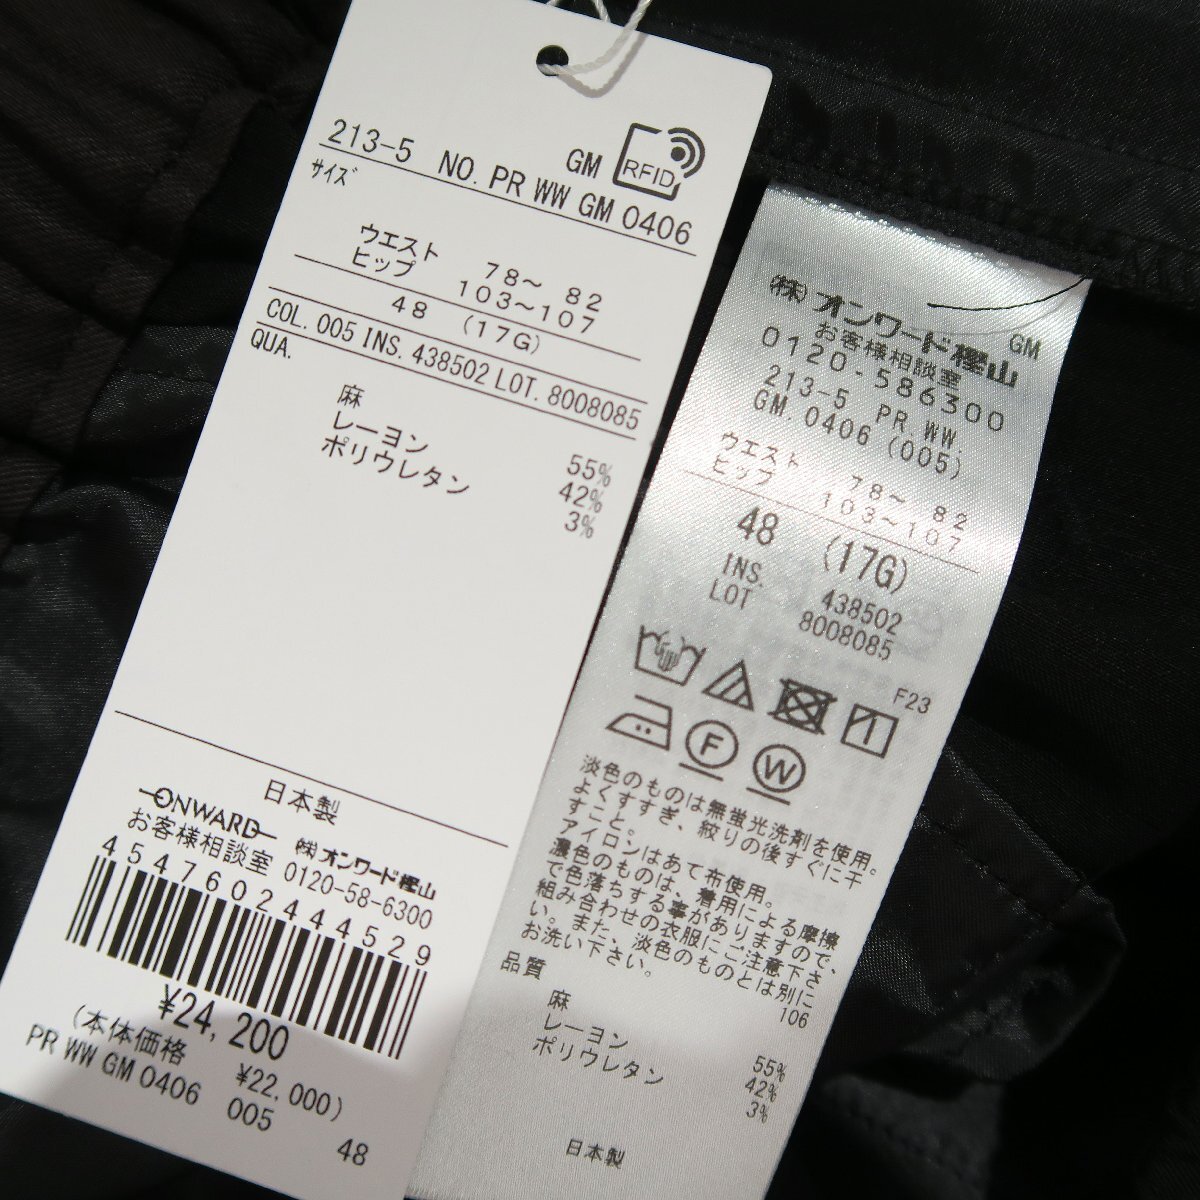 GM RFID
213-5 NO. PR WW GM 0406
サイズ
ウエスト 78～ 82
ヒップ 103～107
48 (17G)
COL. 005 INS. 438502 LOT. 8008085
QUA.
麻 55%
レーヨン 42%
ポリウレタン 3%
日本製
ONWARD ㈱オンワード樫山
お客様相談室 0120-58-6300
4547602444529
¥24,200
(本体価格 ¥22,000)
PR WW GM 0406 005
48
㈱オンワード樫山 GM
お客様相談室
0120-586300
213-5 PR WW.
GM. 0406 (005)
ウエスト 78～ 82
ヒップ 103～107
48 (17G)
INS. 438502
LOT 8008085
F23
F W
淡色のものは無蛍光洗剤を使用。
よくすすぎ、絞りの後すぐに干
すこと。
アイロンはあて布使用。
濃色のものは、着用による摩擦
で色落ちする事がありますので、
組み合わせの衣服にご注意下さ
い。また、淡色のものとは別に
お洗い下さい。
106
品質
麻 55%
レーヨン 42%
ポリウレタン 3%
日本製